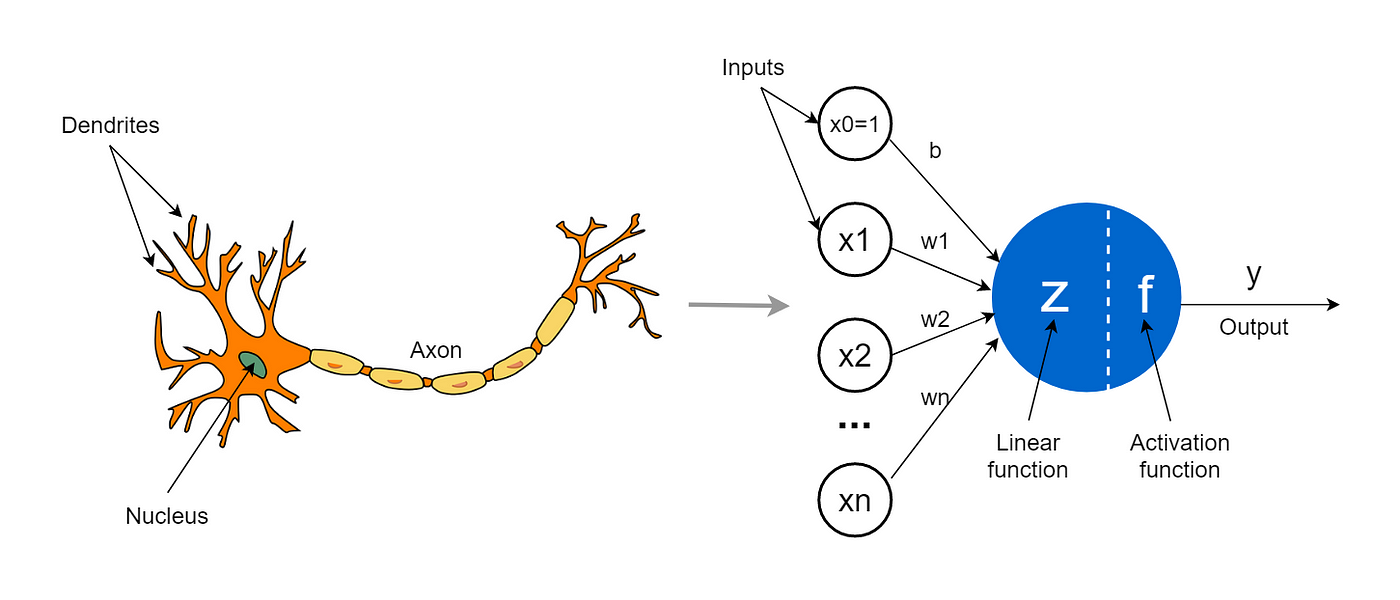 Dendrites
Axon
Nucleus
Inputs
x0=1
b
x1
w1
x2
w2
wn
...
xn
z
f
y
Output
Linear
function
Activation
function